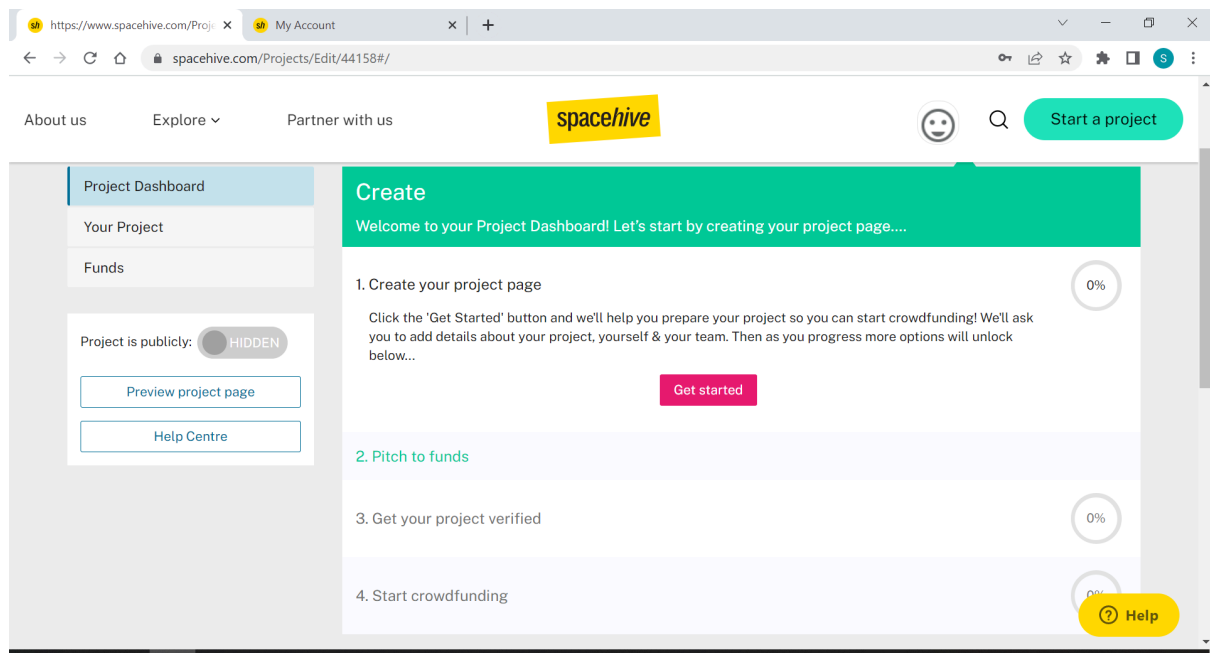 sh https://www.spacehive.com/Proje
sh My Account
spacehive.com/Projects/Edit/44158#/
S
About us
Explore
Partner with us
spacehive
Start a project
Project Dashboard
Your Project
Funds
Project is publicly: HIDDEN
Preview project page
Help Centre
Create
Welcome to your Project Dashboard! Let's start by creating your project page....
1. Create your project page
0%
Click the 'Get Started' button and we'll help you prepare your project so you can start crowdfunding! We'll ask
you to add details about your project, yourself & your team. Then as you progress more options will unlock
below...
Get started
2. Pitch to funds
3. Get your project verified
0%
4. Start crowdfunding
0%
? Help